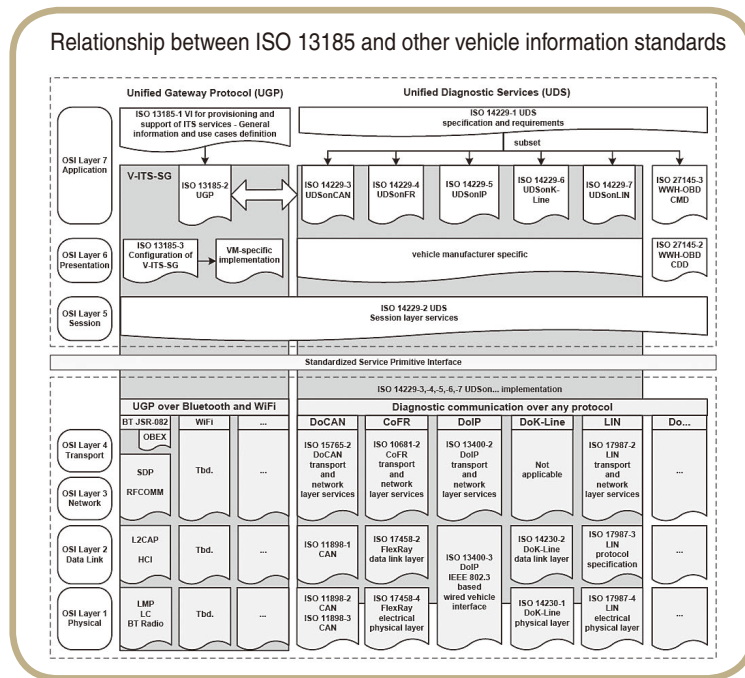 Relationship between ISO 13185 and other vehicle information standards
Unified Gateway Protocol (UGP)
Unified Diagnostic Services (UDS)
ISO 13185-1 VI for provisioning and
support of ITS services - General
information and use cases definition
ISO 14229-1 UDS
specification and requirements
subset
OSI Layer 7
Application
V-ITS-SG
ISO 13185-2
UGP
ISO 14229-3
UDSonCAN
ISO 14229-4
UDSonFR
ISO 14229-5
UDSonIP
ISO 14229-6
UDSonK-
Line
ISO 14229-7
UDSonLIN
ISO 27145-3
WWH-OBD
CMD
OSI Layer 6
Presentation
ISO 13185-3
Configuration of
V-ITS-SG
VM-specific
implementation
vehicle manufacturer specific
ISO 27145-2
WWH-OBD
CDD
OSI Layer 5
Session
ISO 14229-2 UDS
Session layer services
Standardized Service Primitive Interface
ISO 14229-3,-4,-5,-6,-7 UDSon... implementation
UGP over Bluetooth and WiFi
Diagnostic communication over any protocol
BT JSR-082
WiFi
...
DoCAN
CoFR
DoIP
DoK-Line
LIN
Do...
OSI Layer 4
Transport
OSI Layer 3
Network
OBEX
SDP
RFCOMM
Tbd.
...
ISO 15765-2
DoCAN
transport
and
network
layer services
ISO 10681-2
CoFR
transport
and
network
layer services
ISO 13400-2
DoIP
transport
and
network
layer services
Not
applicable
ISO 17987-2
LIN
transport
and
network
layer services
...
OSI Layer 2
Data Link
L2CAP
HCI
Tbd.
...
ISO 11898-1
CAN
ISO 17458-2
FlexRay
data link layer
ISO 13400-3
DoIP
IEEE 802.3
based
wired vehicle
interface
ISO 14230-2
DoK-Line
data link layer
ISO 17987-3
LIN
protocol
specification
...
OSI Layer 1
Physical
LMP
LC
BT Radio
Tbd.
...
ISO 11898-2
CAN
ISO 11898-3
CAN
ISO 17458-4
FlexRay
electrical
physical layer
ISO 14230-1
DoK-Line
physical layer
ISO 17987-4
LIN
electrical
physical layer
...